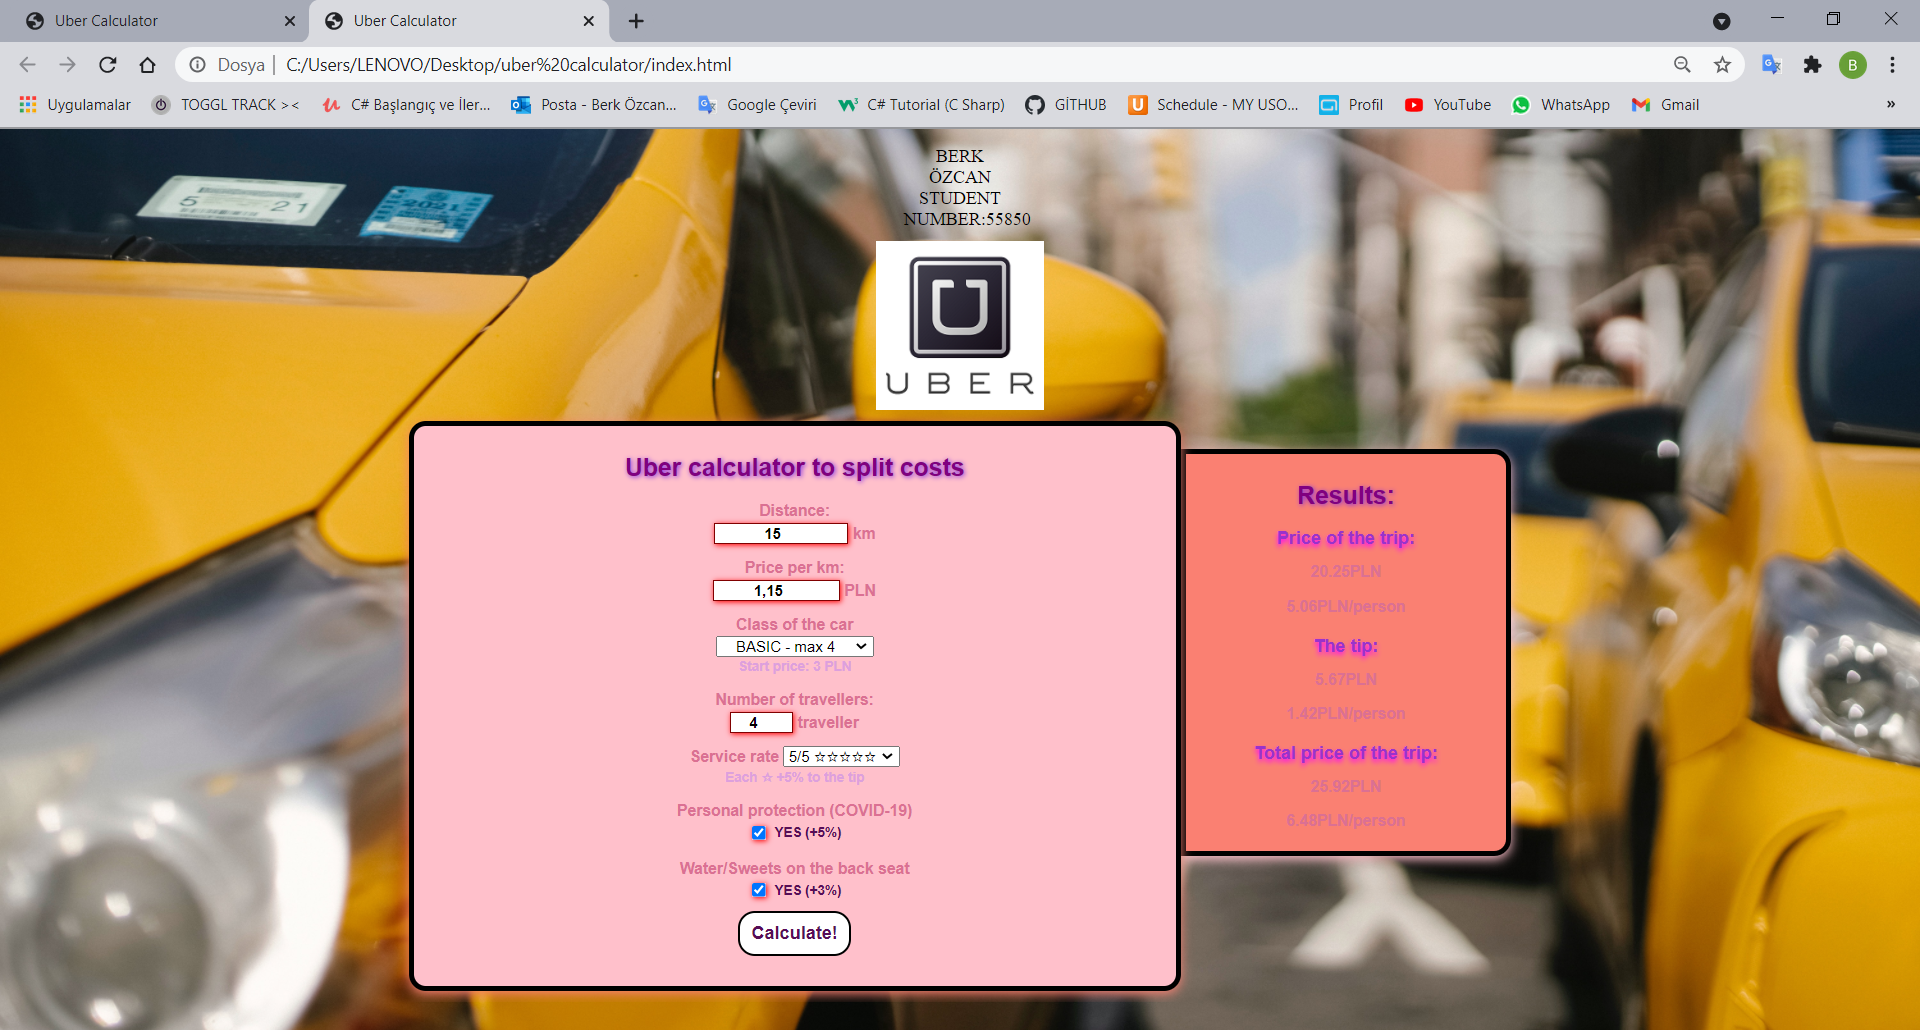 Uber Calculator
Uber Calculator
Dosya | C:/Users/LENOVO/Desktop/uber%20calculator/index.html
B
Uygulamalar
TOGGL TRACK ><
C# Başlangıç ve İler...
Posta - Berk Özcan...
Google Çeviri
C# Tutorial (C Sharp)
GİTHUB
Schedule - MY USO...
Profil
YouTube
WhatsApp
Gmail
»
5 21
2021
BERK
ÖZCAN
STUDENT
NUMBER:55850
UBER
Uber calculator to split costs
Distance:
15 km
Price per km:
1,15 PLN
Class of the car
BASIC - max 4
Start price: 3 PLN
Number of travellers:
4 traveller
Service rate 5/5 ☆☆☆☆☆
Each ☆ +5% to the tip
Personal protection (COVID-19)
YES (+5%)
Water/Sweets on the back seat
YES (+3%)
Calculate!
Results:
Price of the trip:
20.25PLN
5.06PLN/person
The tip:
5.67PLN
1.42PLN/person
Total price of the trip:
25.92PLN
6.48PLN/person